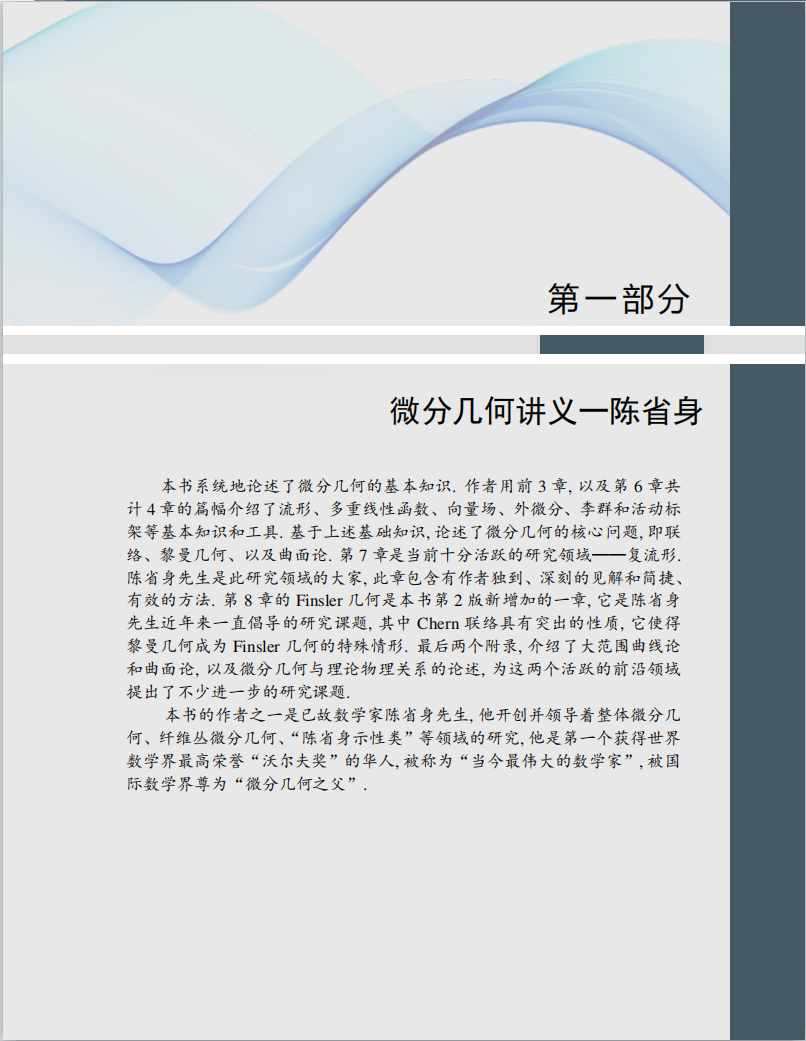 第一部分
微分几何讲义—陈省身
本书系统地论述了微分几何的基本知识. 作者用前 3 章, 以及第 6 章共
计 4 章的篇幅介绍了流形、多重线性函数、向量场、外微分、李群和活动标
架等基本知识和工具. 基于上述基础知识, 论述了微分几何的核心问题, 即联
络、黎曼几何、以及曲面论. 第 7 章是当前十分活跃的研究领域——复流形.
陈省身先生是此研究领域的大家, 此章包含有作者独到、深刻的见解和简捷、
有效的方法. 第 8 章的 Finsler 几何是本书第 2 版新增加的一章, 它是陈省身
先生近年来一直倡导的研究课题, 其中 Chern 联络具有突出的性质, 它使得
黎曼几何成为 Finsler 几何的特殊情形. 最后两个附录, 介绍了大范围曲线论
和曲面论, 以及微分几何与理论物理关系的论述, 为这两个活跃的前沿领域
提出了不少进一步的研究课题.
本书的作者之一是已故数学家陈省身先生, 他开创并领导着整体微分几
何、纤维丛微分几何、“陈省身示性类”等领域的研究, 他是第一个获得世界
数学界最高荣誉“沃尔夫奖”的华人, 被称为“当今最伟大的数学家”, 被国
际数学界尊为“微分几何之父”.